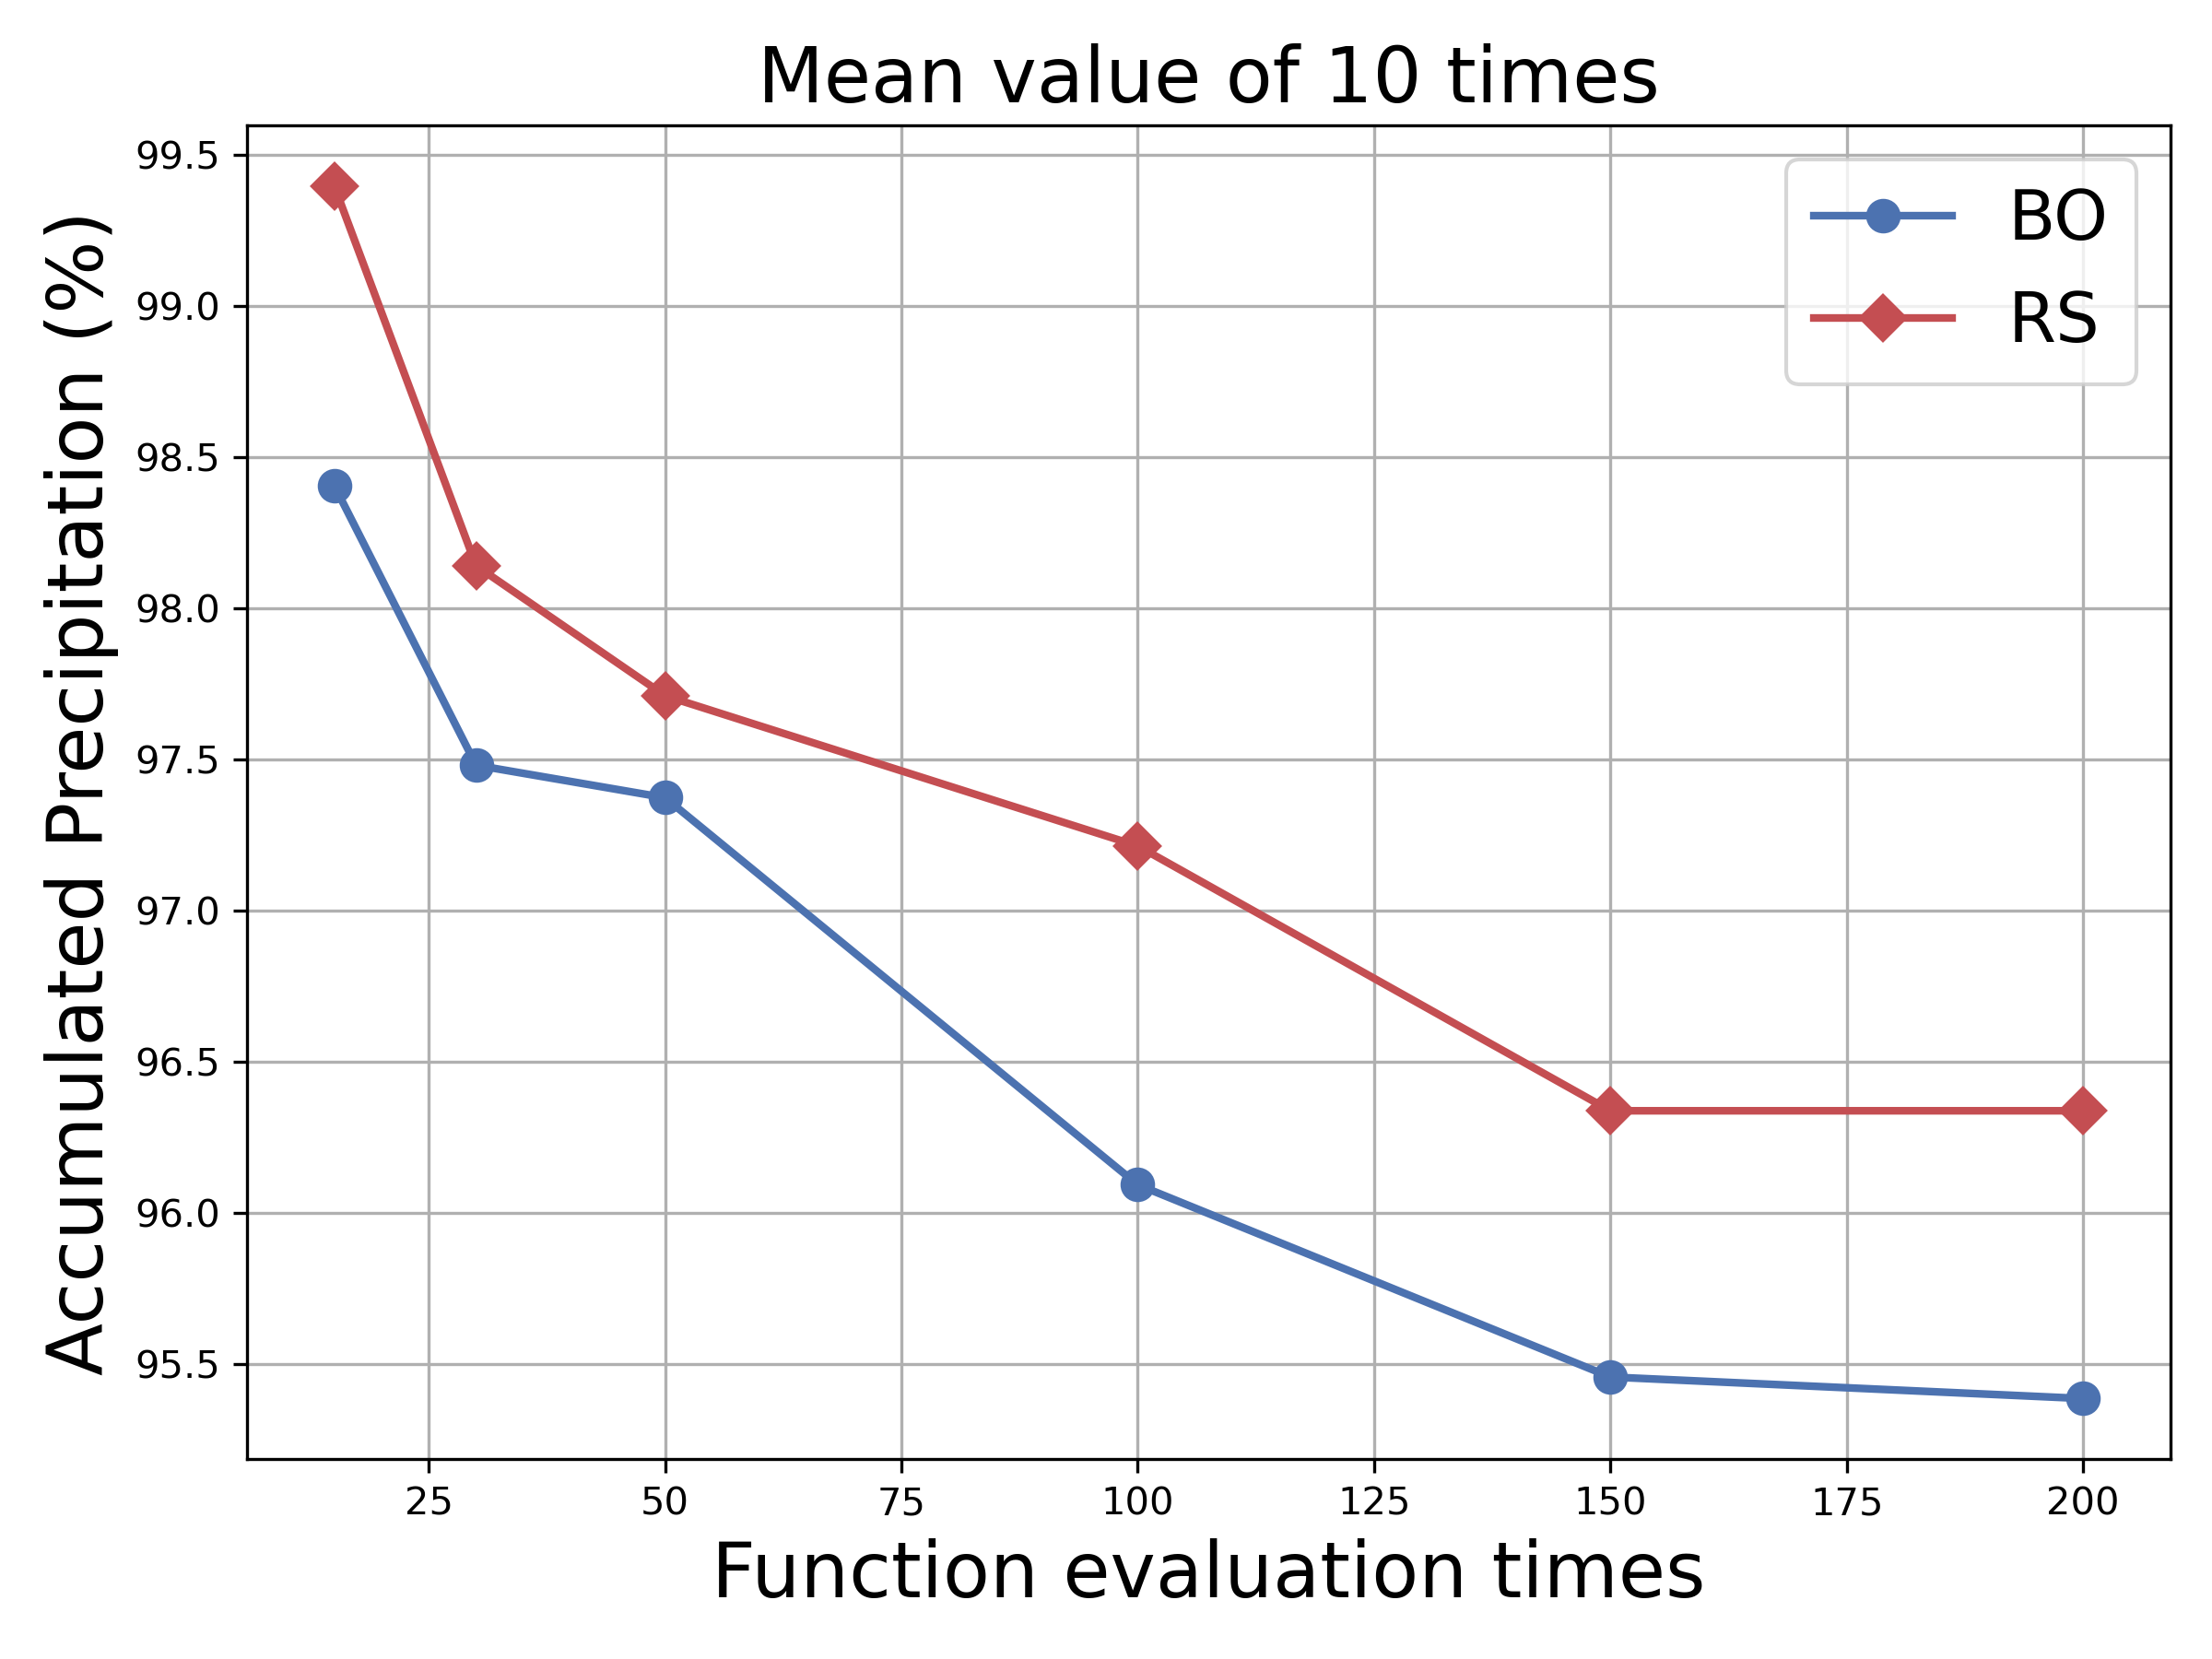 Mean value of 10 times
Accumulated Precipitation (%)
99.5
99.0
98.5
98.0
97.5
97.0
96.5
96.0
95.5
BO
RS
25 50 75 100 125 150 175 200
Function evaluation times